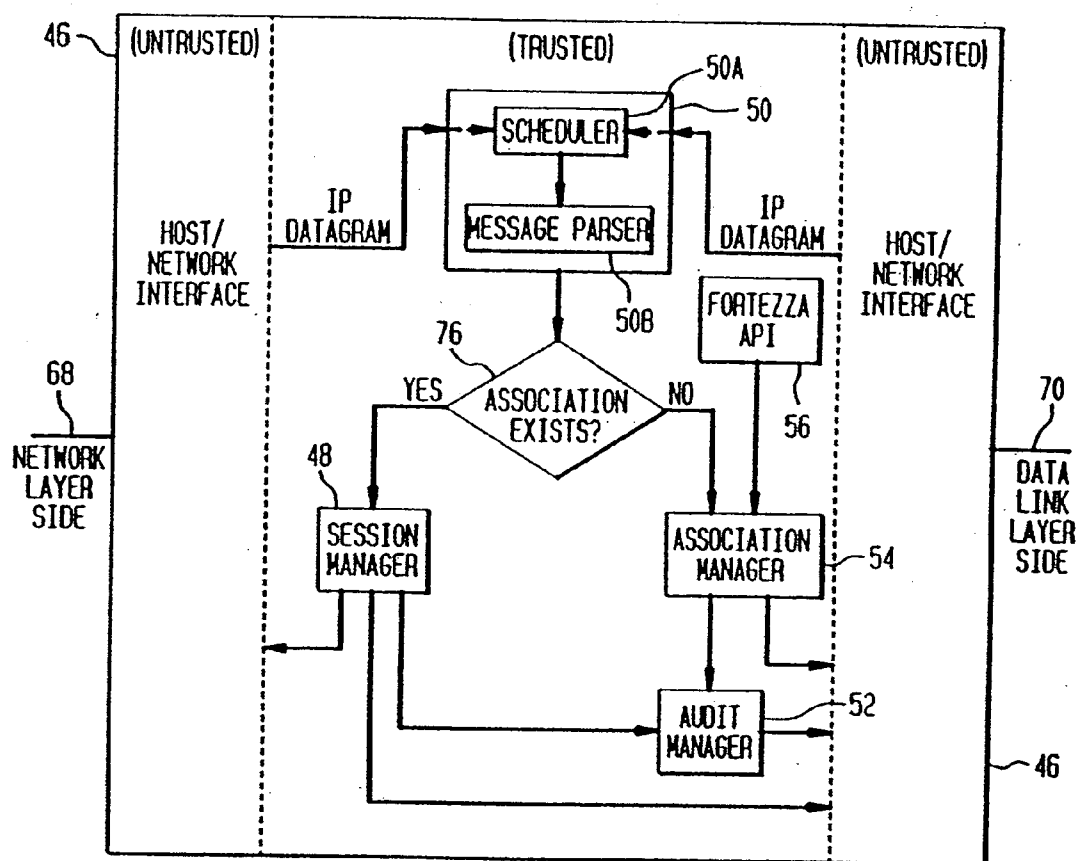 46
(UNTRUSTED)
(TRUSTED)
(UNTRUSTED)
50A
50
SCHEDULER
IP
DATAGRAM
MESSAGE PARSER
IP
DATAGRAM
HOST/
NETWORK
INTERFACE
HOST/
NETWORK
INTERFACE
50B
FORTEZZA
API
56
76
YES
ASSOCIATION
EXISTS?
NO
68
NETWORK
LAYER
SIDE
70
DATA
LINK
LAYER
SIDE
48
SESSION
MANAGER
ASSOCIATION
MANAGER
54
AUDIT
MANAGER
52
46